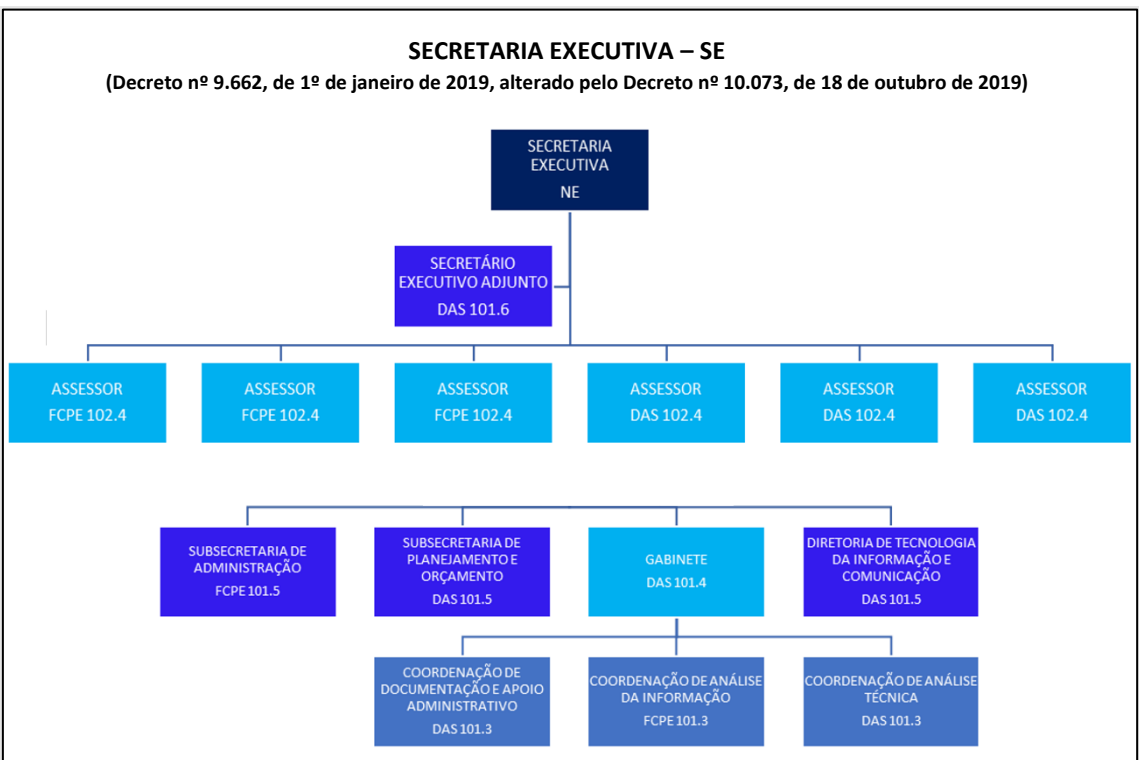 SECRETARIA EXECUTIVA – SE
(Decreto nº 9.662, de 1º de janeiro de 2019, alterado pelo Decreto nº 10.073, de 18 de outubro de 2019)
SECRETARIA
EXECUTIVA
NE
SECRETÁRIO
EXECUTIVO ADJUNTO
DAS 101.6
ASSESSOR
FCPE 102.4
ASSESSOR
FCPE 102.4
ASSESSOR
FCPE 102.4
ASSESSOR
DAS 102.4
ASSESSOR
DAS 102.4
ASSESSOR
DAS 102.4
SUBSECRETARIA DE
ADMINISTRAÇÃO
FCPE 101.5
SUBSECRETARIA DE
PLANEJAMENTO E
ORÇAMENTO
DAS 101.5
GABINETE
DAS 101.4
DIRETORIA DE TECNOLOGIA
DA INFORMAÇÃO E
COMUNICAÇÃO
DAS 101.5
COORDENAÇÃO DE
DOCUMENTAÇÃO E APOIO
ADMINISTRATIVO
DAS 101.3
COORDENAÇÃO DE ANÁLISE
DA INFORMAÇÃO
FCPE 101.3
COORDENAÇÃO DE ANÁLISE
TÉCNICA
DAS 101.3